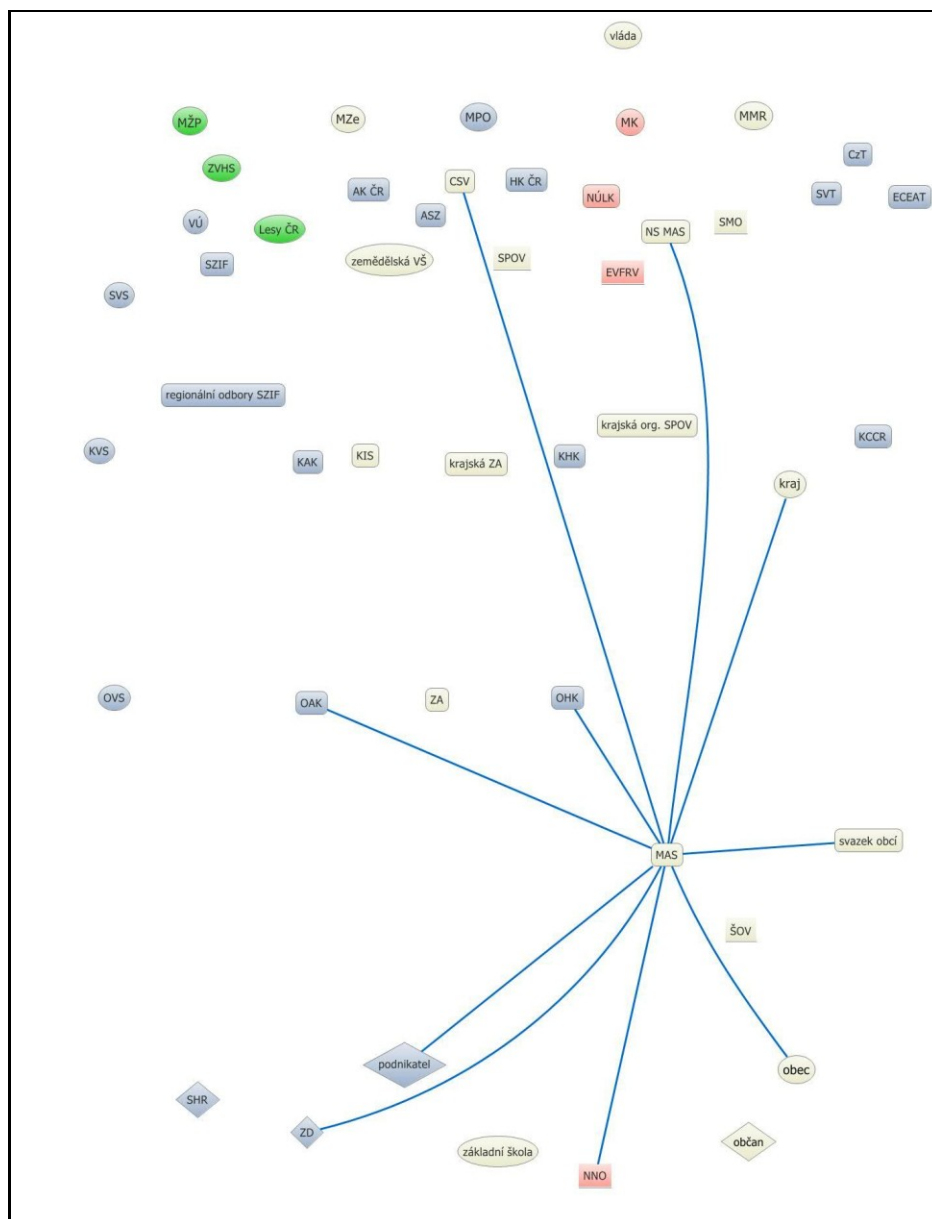 vláda
MŽP
MZe
MPO
MK
MMR
CzT
ZVHS
AK ČR
CSV
HK ČR
NÚLK
SVT
ECEAT
VÚ
Lesy ČR
ASZ
NS MAS
SMO
SZIF
zemědělská VŠ
SPOV
EVFRV
SVS
regionální odbory SZIF
krajská org. SPOV
KCCR
KVS
KAK
KIS
krajská ZA
KHK
kraj
OVS
OAK
ZA
OHK
MAS
svazek obcí
ŠOV
podnikatel
obec
SHR
ZD
základní škola
NNO
občan